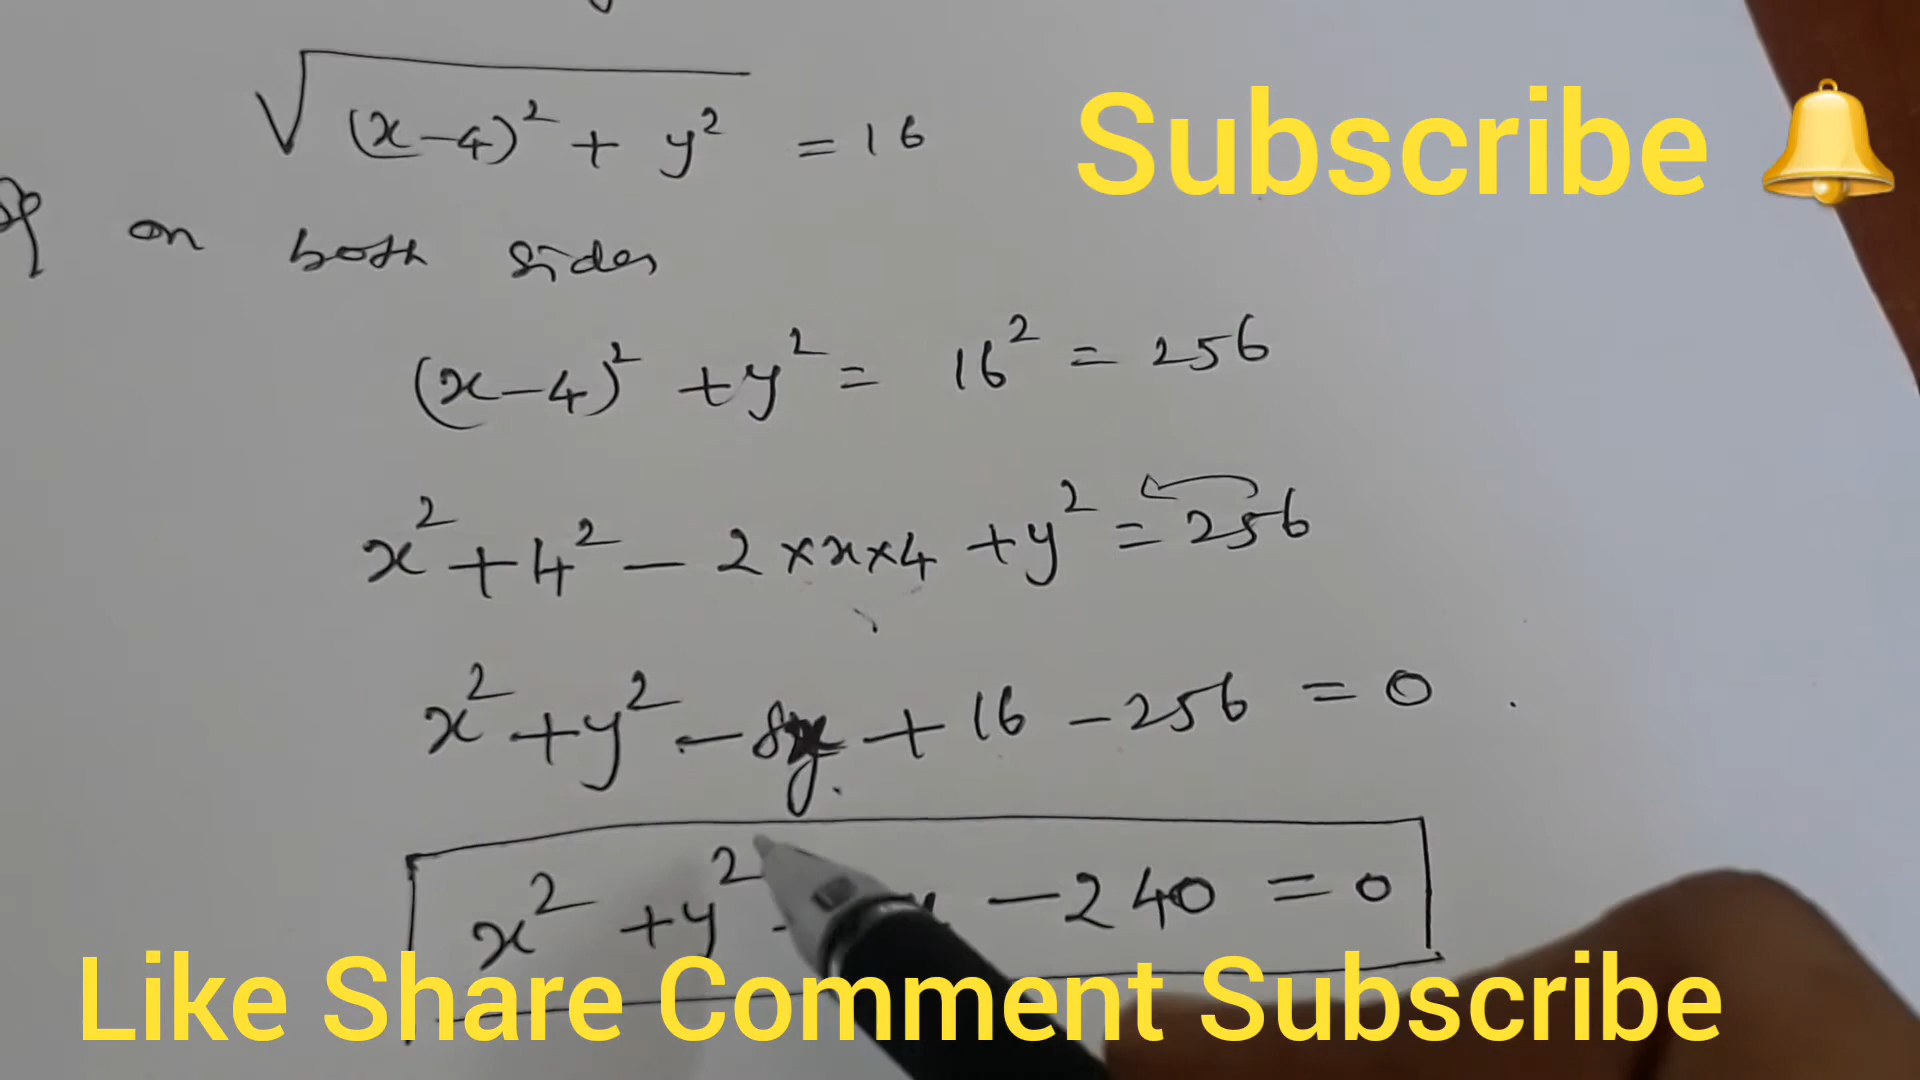 √(x-4)² + y² = 16
Subscribe 🔔
on both sides
(x-4)² + y² = 16² = 256
x² + 4² - 2×x×4 + y² = 256
x² + y² - 8x + 16 - 256 = 0
x² + y² - - 240 = 0
Like Share Comment Subscribe